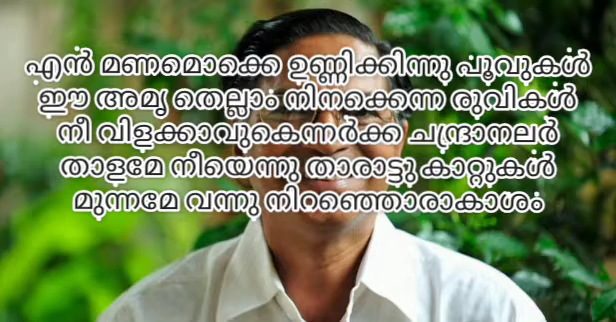 എൻ മണമൊക്കെ ഉണ്ണിക്കിന്നു പൂവുകൾ
ഈ അമൃ തെല്ലാം നിനക്കെന്ന രുവികൾ
നീ വിളക്കാവുകെന്നർക്ക ചന്ദ്രാനലർ
താളമേ നീയെന്നു താരാട്ടു കാറ്റുകൾ
മുന്നമേ വന്നു നിറഞ്ഞൊരാകാശം